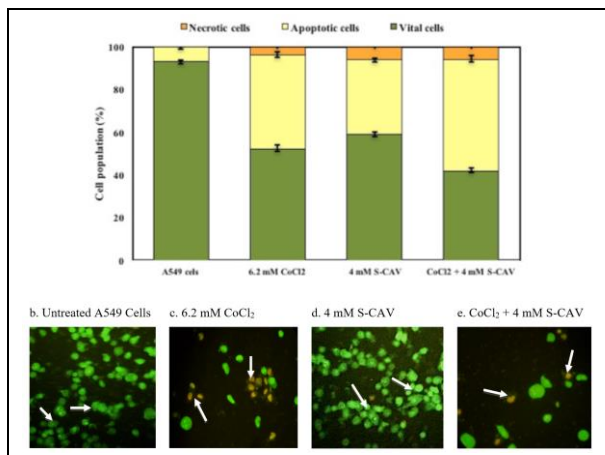 Necrotic cells Apoptotic cells Vital cells
100
80
60
40
20
0
Cell population (%)
A549 cels 6.2 mM CoCl2 4 mM S-CAV CoCl2 + 4 mM S-CAV
b. Untreated A549 Cells c. 6.2 mM CoCl₂ d. 4 mM S-CAV e. CoCl₂ + 4 mM S-CAV